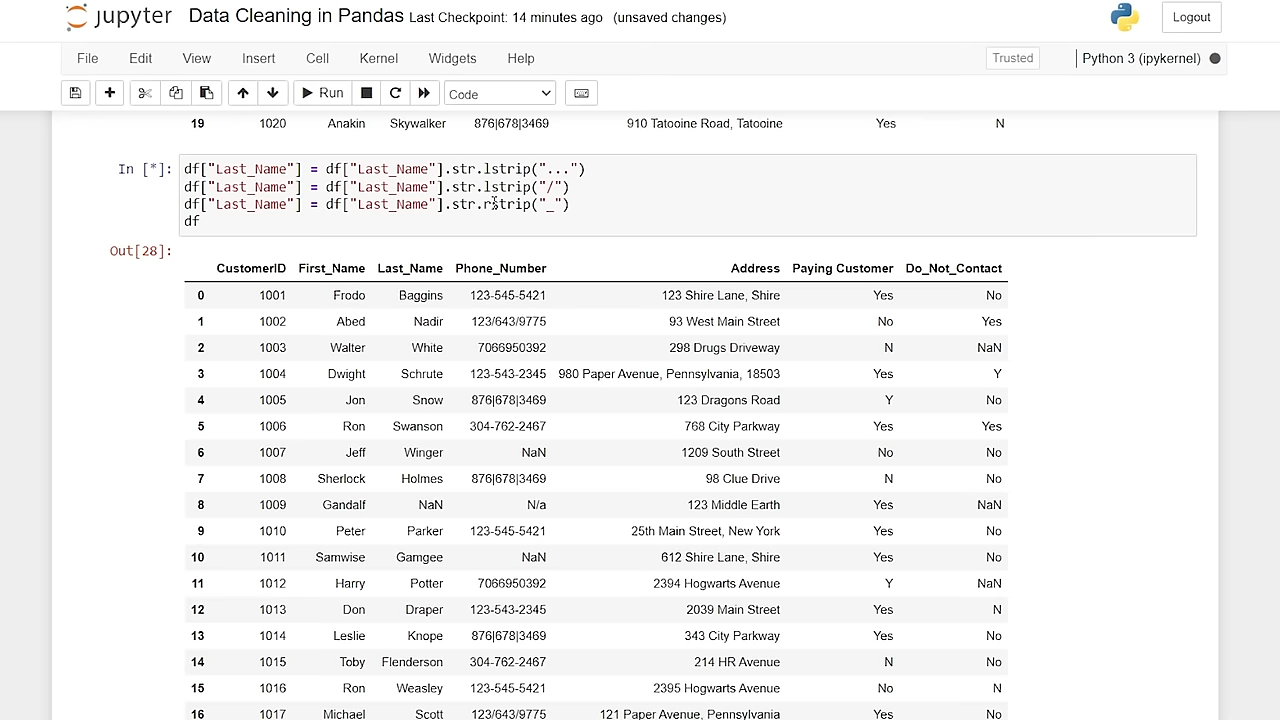 jupyter Data Cleaning in Pandas Last Checkpoint: 14 minutes ago (unsaved changes) Logout
File Edit View Insert Cell Kernel Widgets Help Trusted Python 3 (ipykernel)
Run Code
19 1020 Anakin Skywalker 876|678|3469 910 Tatooine Road, Tatooine Yes N
In [*]: df["Last_Name"] = df["Last_Name"].str.lstrip("...")
df["Last_Name"] = df["Last_Name"].str.lstrip("/")
df["Last_Name"] = df["Last_Name"].str.rstrip("_")
df
Out[28]:
CustomerID First_Name Last_Name Phone_Number Address Paying Customer Do_Not_Contact
0 1001 Frodo Baggins 123-545-5421 123 Shire Lane, Shire Yes No
1 1002 Abed Nadir 123/643/9775 93 West Main Street No Yes
2 1003 Walter White 7066950392 298 Drugs Driveway N NaN
3 1004 Dwight Schrute 123-543-2345 980 Paper Avenue, Pennsylvania, 18503 Yes Y
4 1005 Jon Snow 876|678|3469 123 Dragons Road Y No
5 1006 Ron Swanson 304-762-2467 768 City Parkway Yes Yes
6 1007 Jeff Winger NaN 1209 South Street No No
7 1008 Sherlock Holmes 876|678|3469 98 Clue Drive N No
8 1009 Gandalf NaN N/a 123 Middle Earth Yes NaN
9 1010 Peter Parker 123-545-5421 25th Main Street, New York Yes No
10 1011 Samwise Gamgee NaN 612 Shire Lane, Shire Yes No
11 1012 Harry Potter 7066950392 2394 Hogwarts Avenue Y NaN
12 1013 Don Draper 123-543-2345 2039 Main Street Yes N
13 1014 Leslie Knope 876|678|3469 343 City Parkway Yes No
14 1015 Toby Flenderson 304-762-2467 214 HR Avenue N No
15 1016 Ron Weasley 123-545-5421 2395 Hogwarts Avenue No N
16 1017 Michael Scott 123/643/9775 121 Paper Avenue, Pennsylvania Yes No